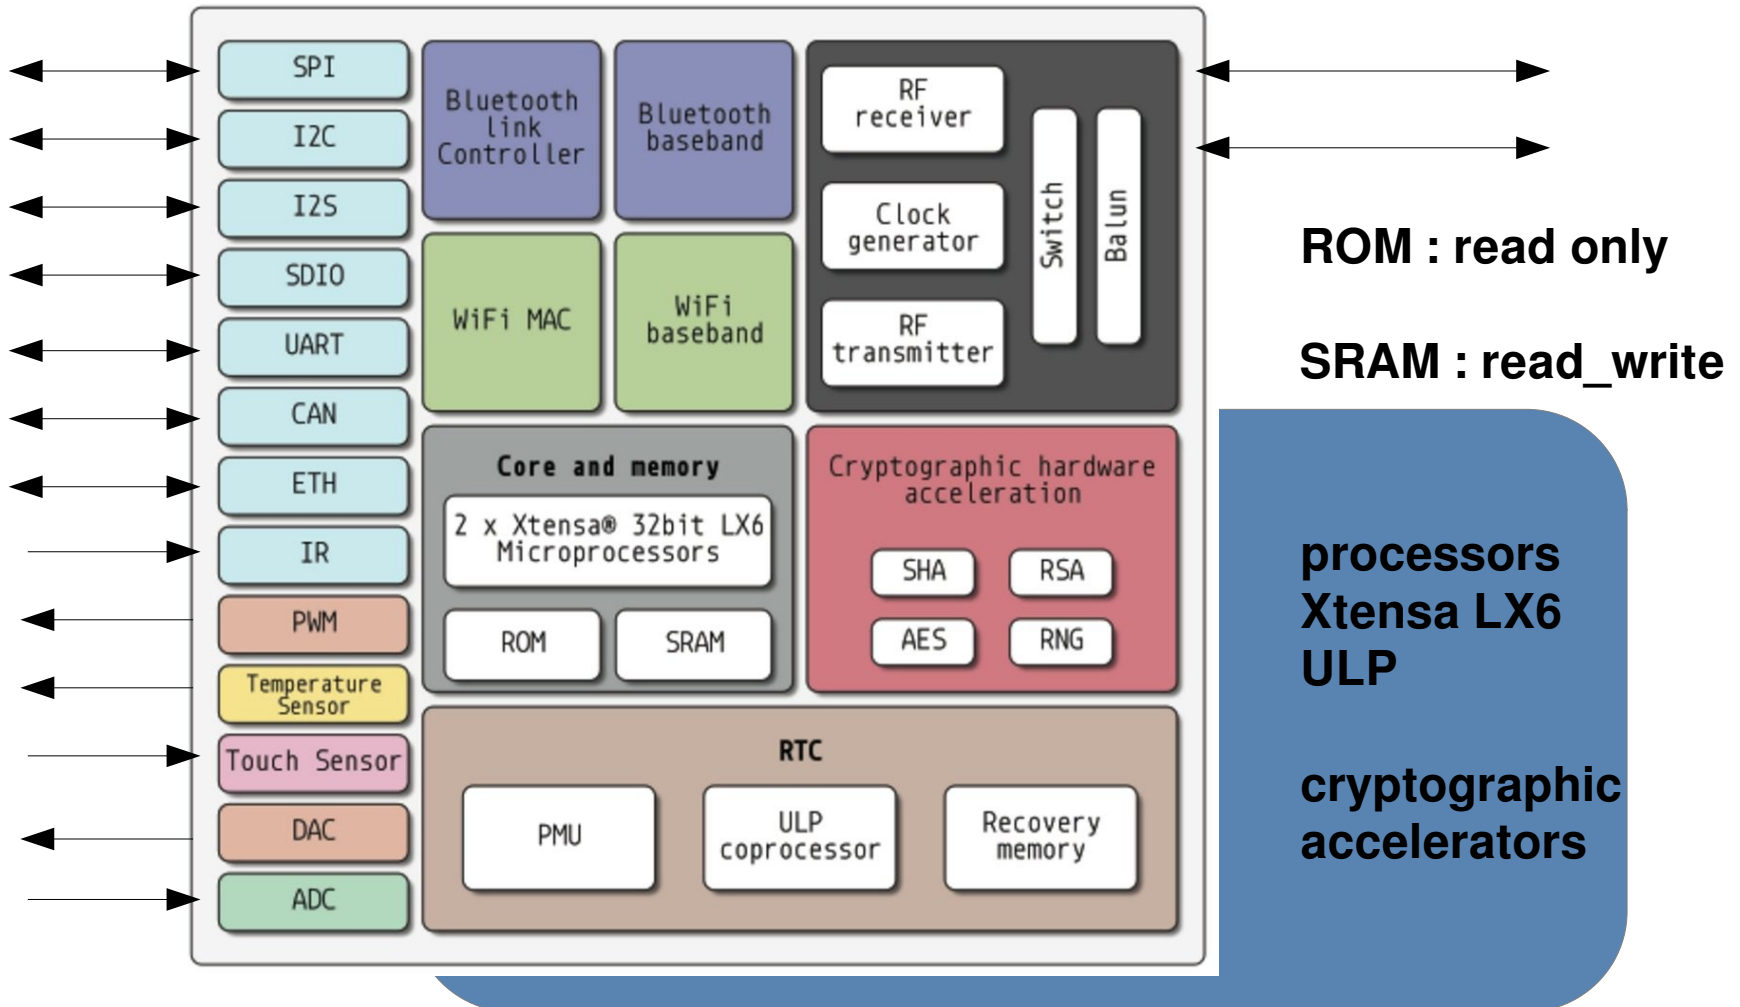 SPI
I2C
I2S
SDIO
UART
CAN
ETH
IR
PWM
Temperature
Sensor
Touch Sensor
DAC
ADC
Bluetooth
link
Controller
Bluetooth
baseband
WiFi MAC
WiFi
baseband
RF
receiver
Clock
generator
RF
transmitter
Switch
Balun
Core and memory
2 x Xtensa® 32bit LX6
Microprocessors
ROM
SRAM
Cryptographic hardware
acceleration
SHA
RSA
AES
RNG
RTC
PMU
ULP
coprocessor
Recovery
memory
ROM : read only
SRAM : read_write
processors
Xtensa LX6
ULP
cryptographic
accelerators